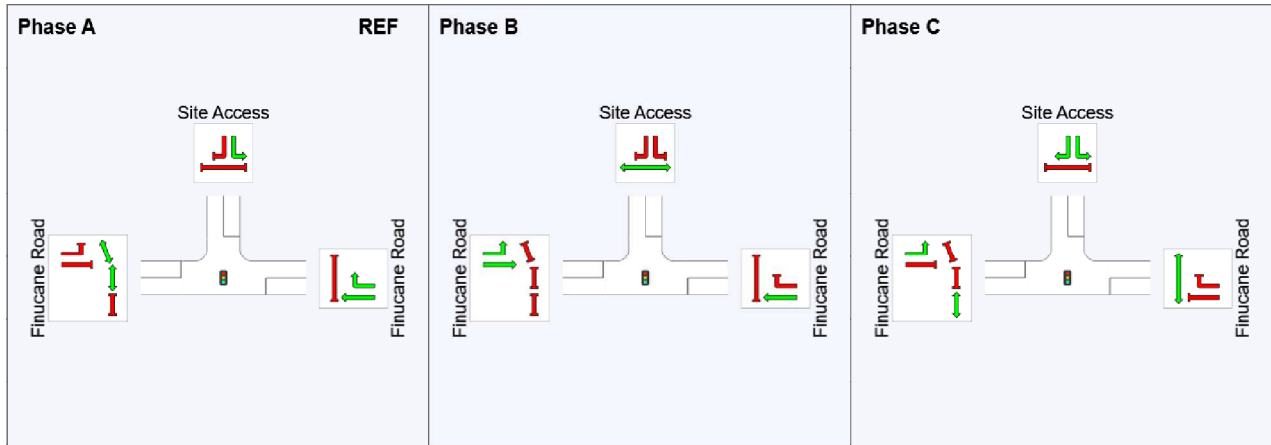 Phase A
REF
Site Access
Finucane Road
Finucane Road
Phase B
Site Access
Finucane Road
Finucane Road
Phase C
Site Access
Finucane Road
Finucane Road